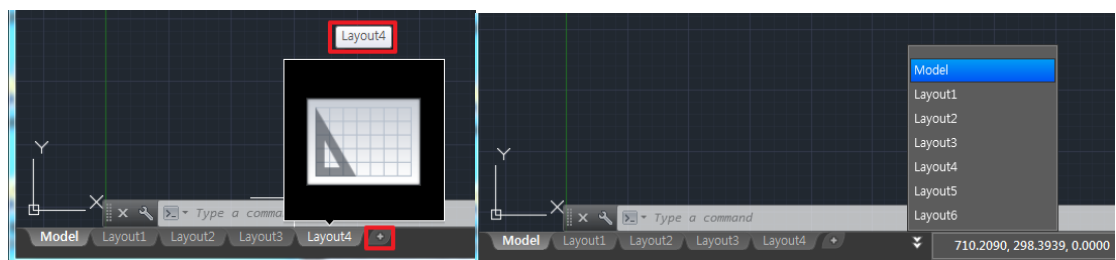 Layout4
Y
X
Type a comma
Model Layout1 Layout2 Layout3 Layout4 +
Model
Layout1
Layout2
Layout3
Layout4
Layout5
Layout6
Y
X
Type a command
Model Layout1 Layout2 Layout3 Layout4 +
710.2090, 298.3939, 0.0000